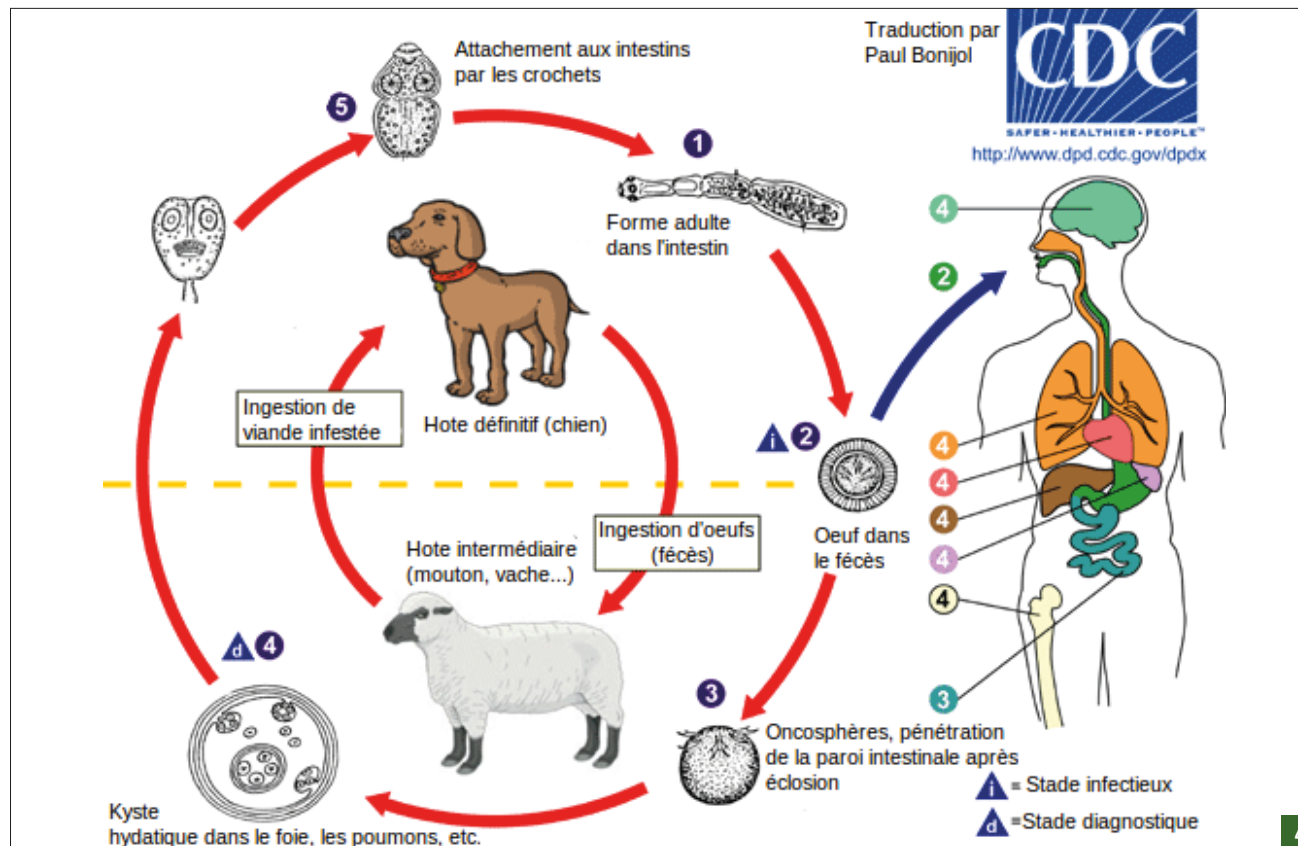 Traduction par
Paul Bonijol
CDC
SAFER•HEALTHIER•PEOPLE™
http://www.dpd.cdc.gov/dpdx
Attachement aux intestins
par les crochets
5
1
Forme adulte
dans l'intestin
4
2
Ingestion de
viande infestée
Hote définitif (chien)
i 2
4
4
4
4
4
3
Oeuf dans
le fécès
Ingestion d'oeufs
(fécès)
Hote intermédiaire
(mouton, vache...)
d 4
3
Oncosphères, pénétration
de la paroi intestinale après
éclosion
Kyste
hydatique dans le foie, les poumons, etc.
i = Stade infectieux
d =Stade diagnostique